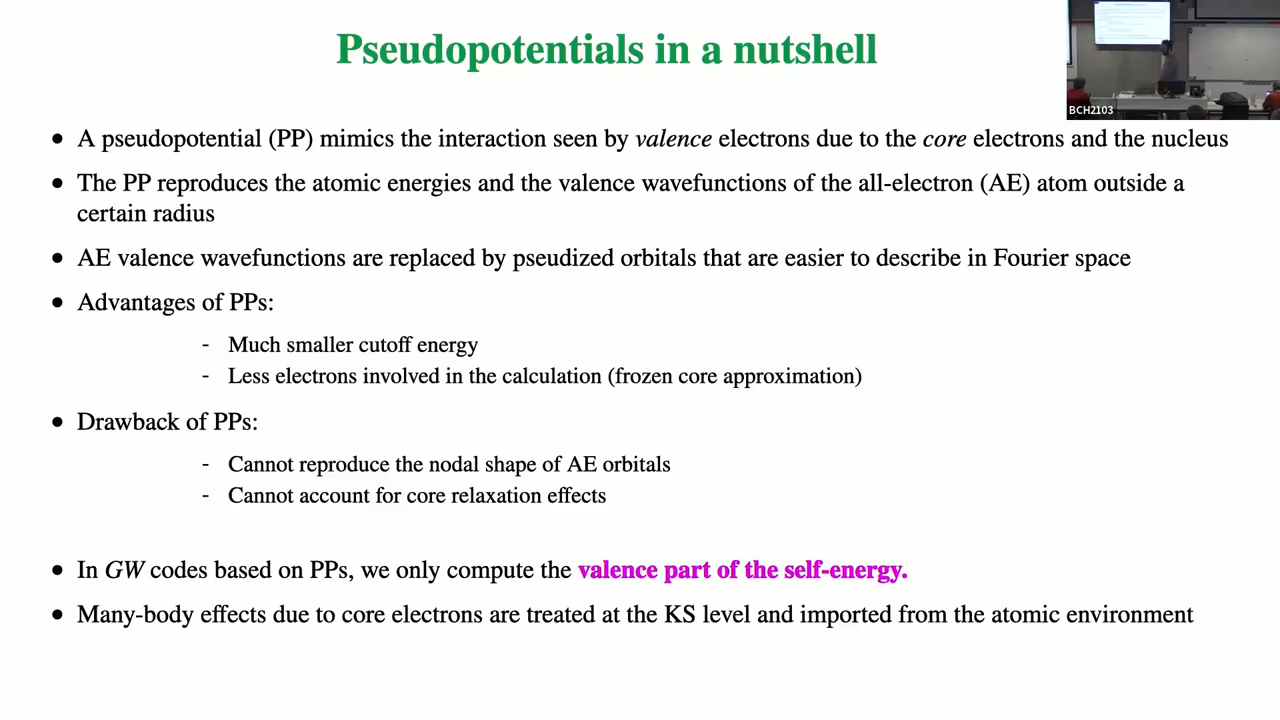 Pseudopotentials in a nutshell
BCH2103
• A pseudopotential (PP) mimics the interaction seen by valence electrons due to the core electrons and the nucleus
• The PP reproduces the atomic energies and the valence wavefunctions of the all-electron (AE) atom outside a
certain radius
• AE valence wavefunctions are replaced by pseudized orbitals that are easier to describe in Fourier space
• Advantages of PPs:
- Much smaller cutoff energy
- Less electrons involved in the calculation (frozen core approximation)
• Drawback of PPs:
- Cannot reproduce the nodal shape of AE orbitals
- Cannot account for core relaxation effects
• In GW codes based on PPs, we only compute the valence part of the self-energy.
• Many-body effects due to core electrons are treated at the KS level and imported from the atomic environment